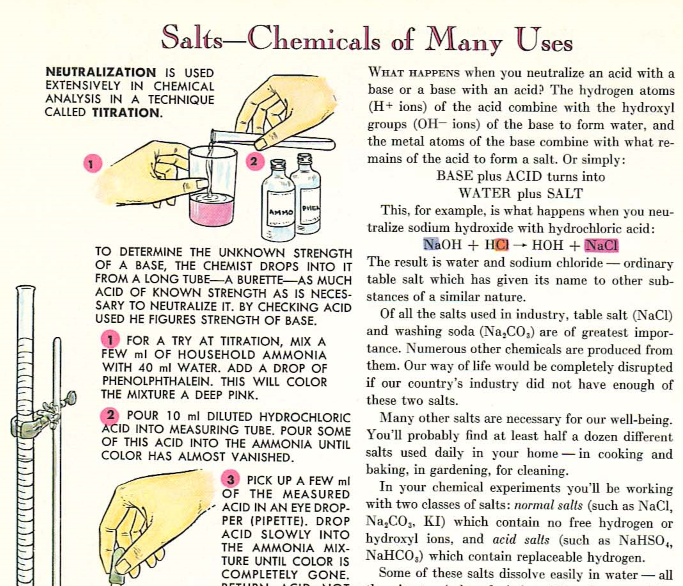 Salts—Chemicals of Many Uses
NEUTRALIZATION IS USED
EXTENSIVELY IN CHEMICAL
ANALYSIS IN A TECHNIQUE
CALLED TITRATION.
1
2
AMMO
PHEN
TO DETERMINE THE UNKNOWN STRENGTH
OF A BASE, THE CHEMIST DROPS INTO IT
FROM A LONG TUBE—A BURETTE—AS MUCH
ACID OF KNOWN STRENGTH AS IS NECES-
SARY TO NEUTRALIZE IT. BY CHECKING ACID
USED HE FIGURES STRENGTH OF BASE.
1 FOR A TRY AT TITRATION, MIX A
FEW ml OF HOUSEHOLD AMMONIA
WITH 40 ml WATER. ADD A DROP OF
PHENOLPHTHALEIN. THIS WILL COLOR
THE MIXTURE A DEEP PINK.
2 POUR 10 ml DILUTED HYDROCHLORIC
ACID INTO MEASURING TUBE. POUR SOME
OF THIS ACID INTO THE AMMONIA UNTIL
COLOR HAS ALMOST VANISHED.
3 PICK UP A FEW ml
OF THE MEASURED
ACID IN AN EYE DROP-
PER (PIPETTE). DROP
ACID SLOWLY INTO
THE AMMONIA MIX-
TURE UNTIL COLOR IS
COMPLETELY GONE.
RETURN ACID NOT
WHAT HAPPENS when you neutralize an acid with a
base or a base with an acid? The hydrogen atoms
(H+ ions) of the acid combine with the hydroxyl
groups (OH− ions) of the base to form water, and
the metal atoms of the base combine with what re-
mains of the acid to form a salt. Or simply:
BASE plus ACID turns into
WATER plus SALT
This, for example, is what happens when you neu-
tralize sodium hydroxide with hydrochloric acid:
NaOH + HCl → HOH + NaCl
The result is water and sodium chloride — ordinary
table salt which has given its name to other sub-
stances of a similar nature.
Of all the salts used in industry, table salt (NaCl)
and washing soda (Na₂CO₃) are of greatest impor-
tance. Numerous other chemicals are produced from
them. Our way of life would be completely disrupted
if our country's industry did not have enough of
these two salts.
Many other salts are necessary for our well-being.
You'll probably find at least half a dozen different
salts used daily in your home — in cooking and
baking, in gardening, for cleaning.
In your chemical experiments you'll be working
with two classes of salts: normal salts (such as NaCl,
Na₂CO₃, KI) which contain no free hydrogen or
hydroxyl ions, and acid salts (such as NaHSO₄,
NaHCO₃) which contain replaceable hydrogen.
Some of these salts dissolve easily in water — all